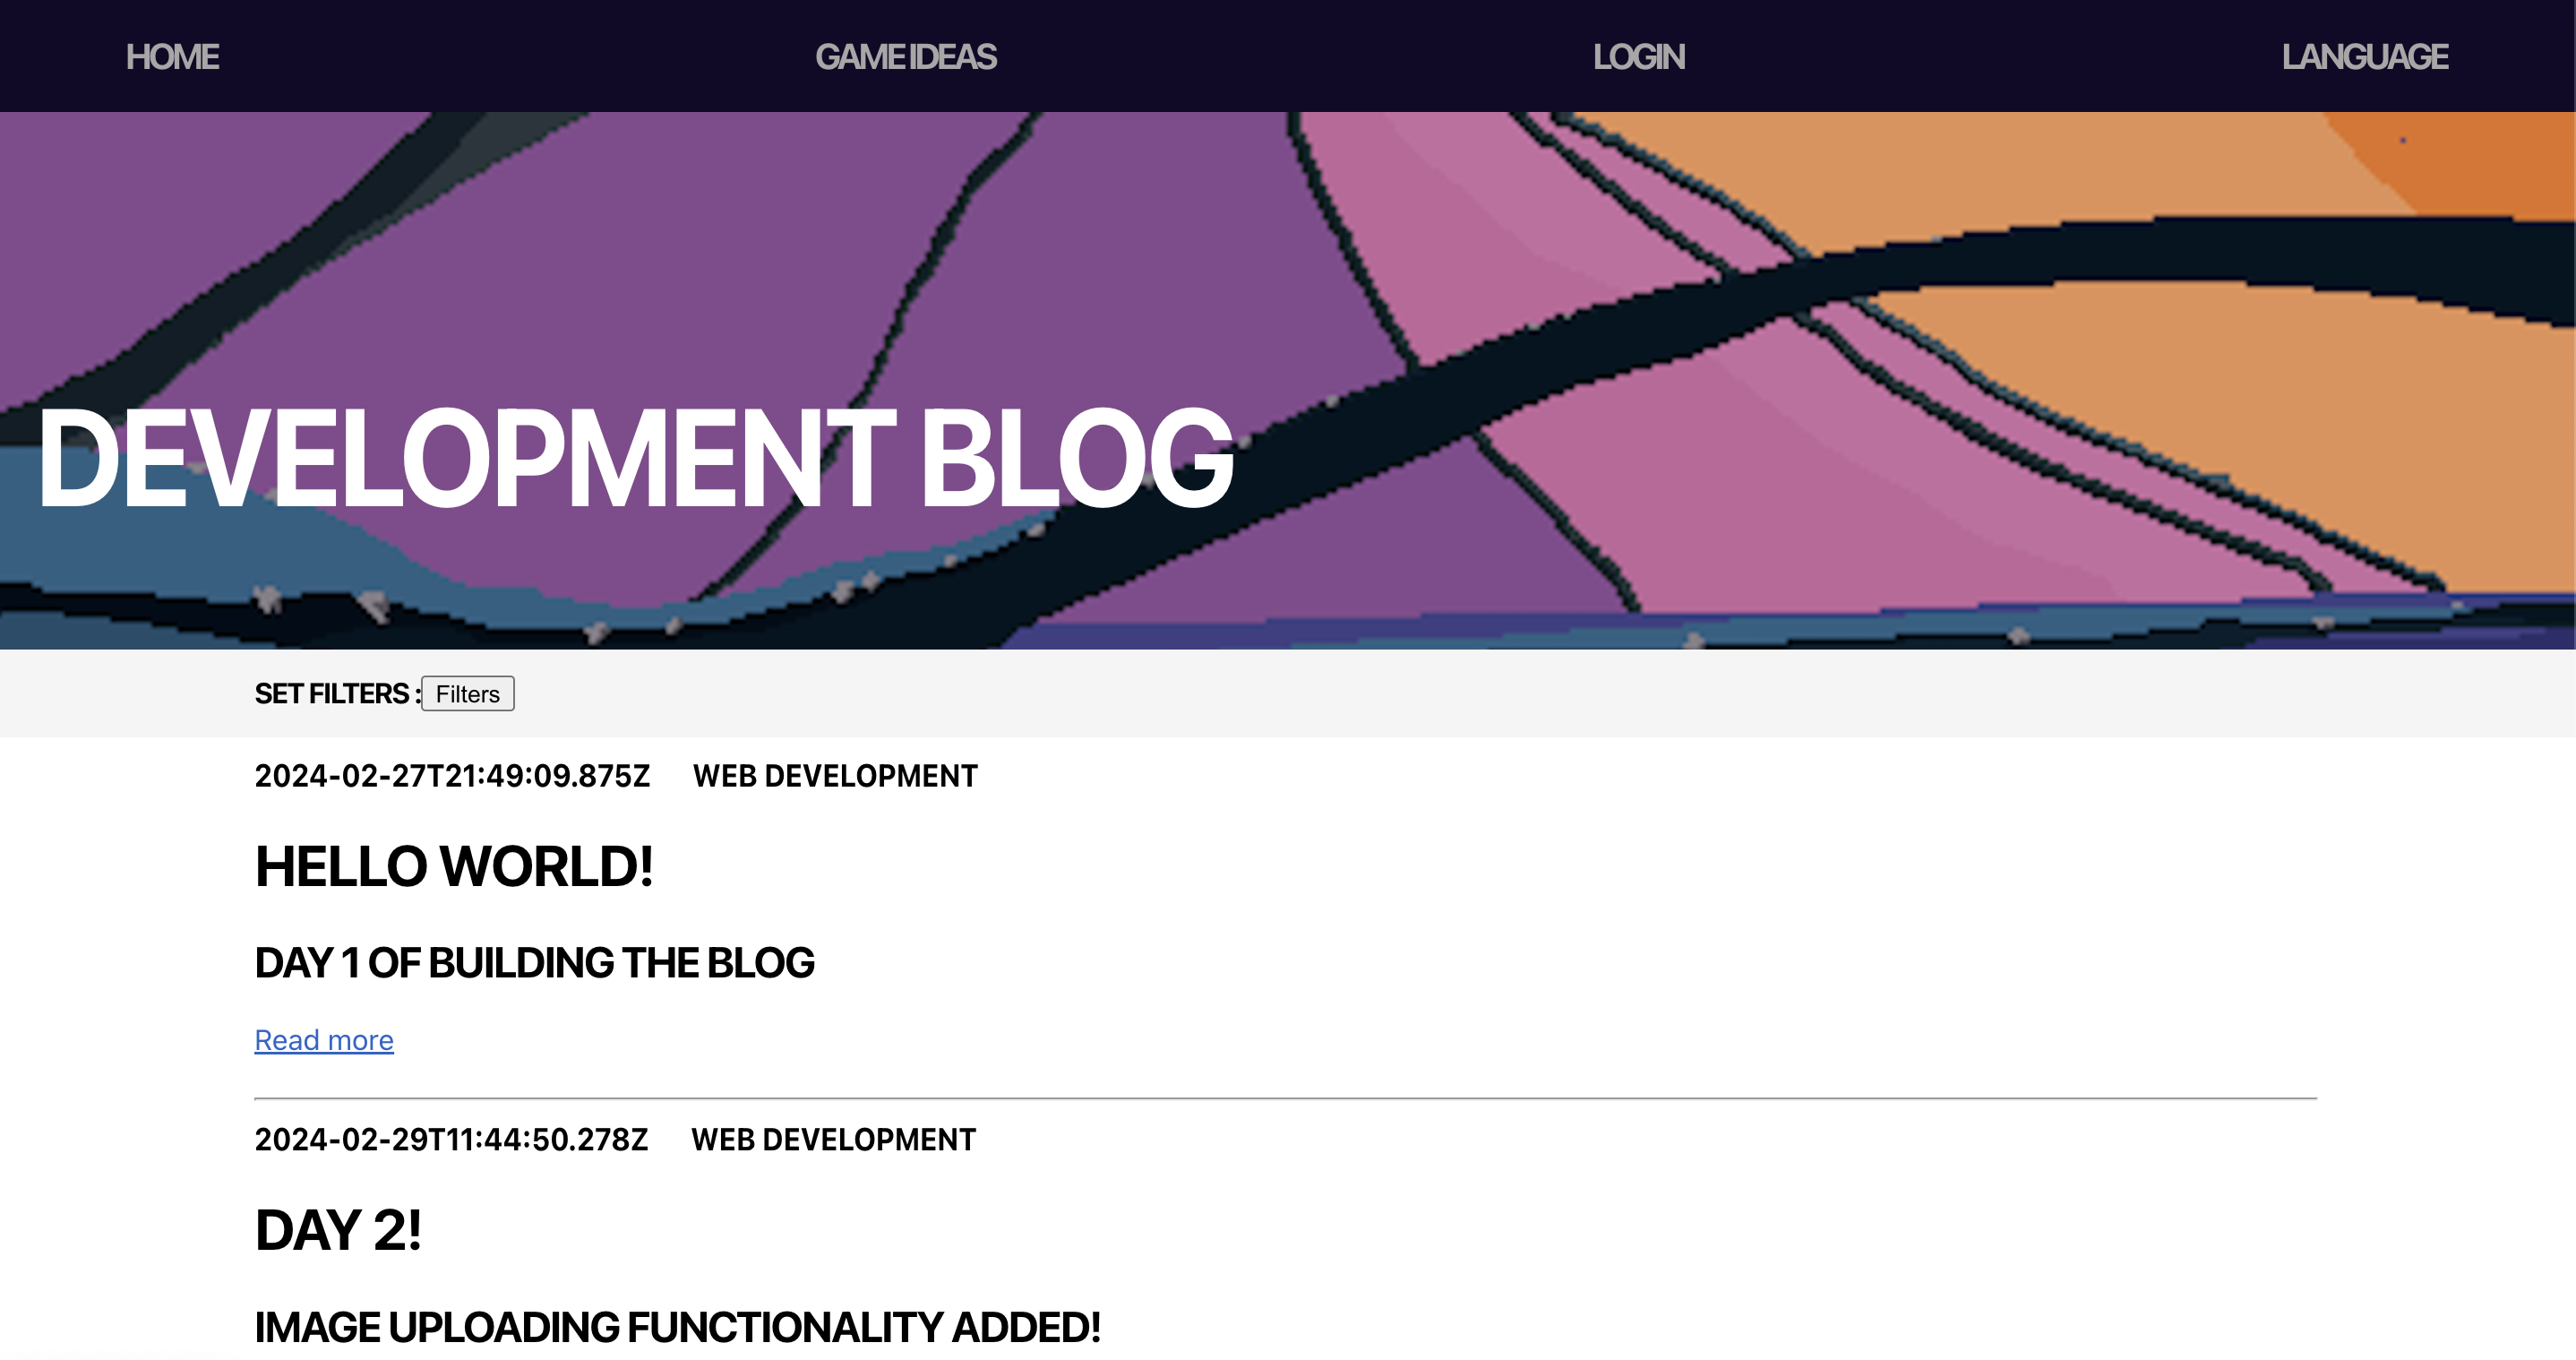 HOME GAME IDEAS LOGIN LANGUAGE
DEVELOPMENT BLOG
SET FILTERS : Filters
2024-02-27T21:49:09.875Z WEB DEVELOPMENT
HELLO WORLD!
DAY 1 OF BUILDING THE BLOG
Read more
2024-02-29T11:44:50.278Z WEB DEVELOPMENT
DAY 2!
IMAGE UPLOADING FUNCTIONALITY ADDED!